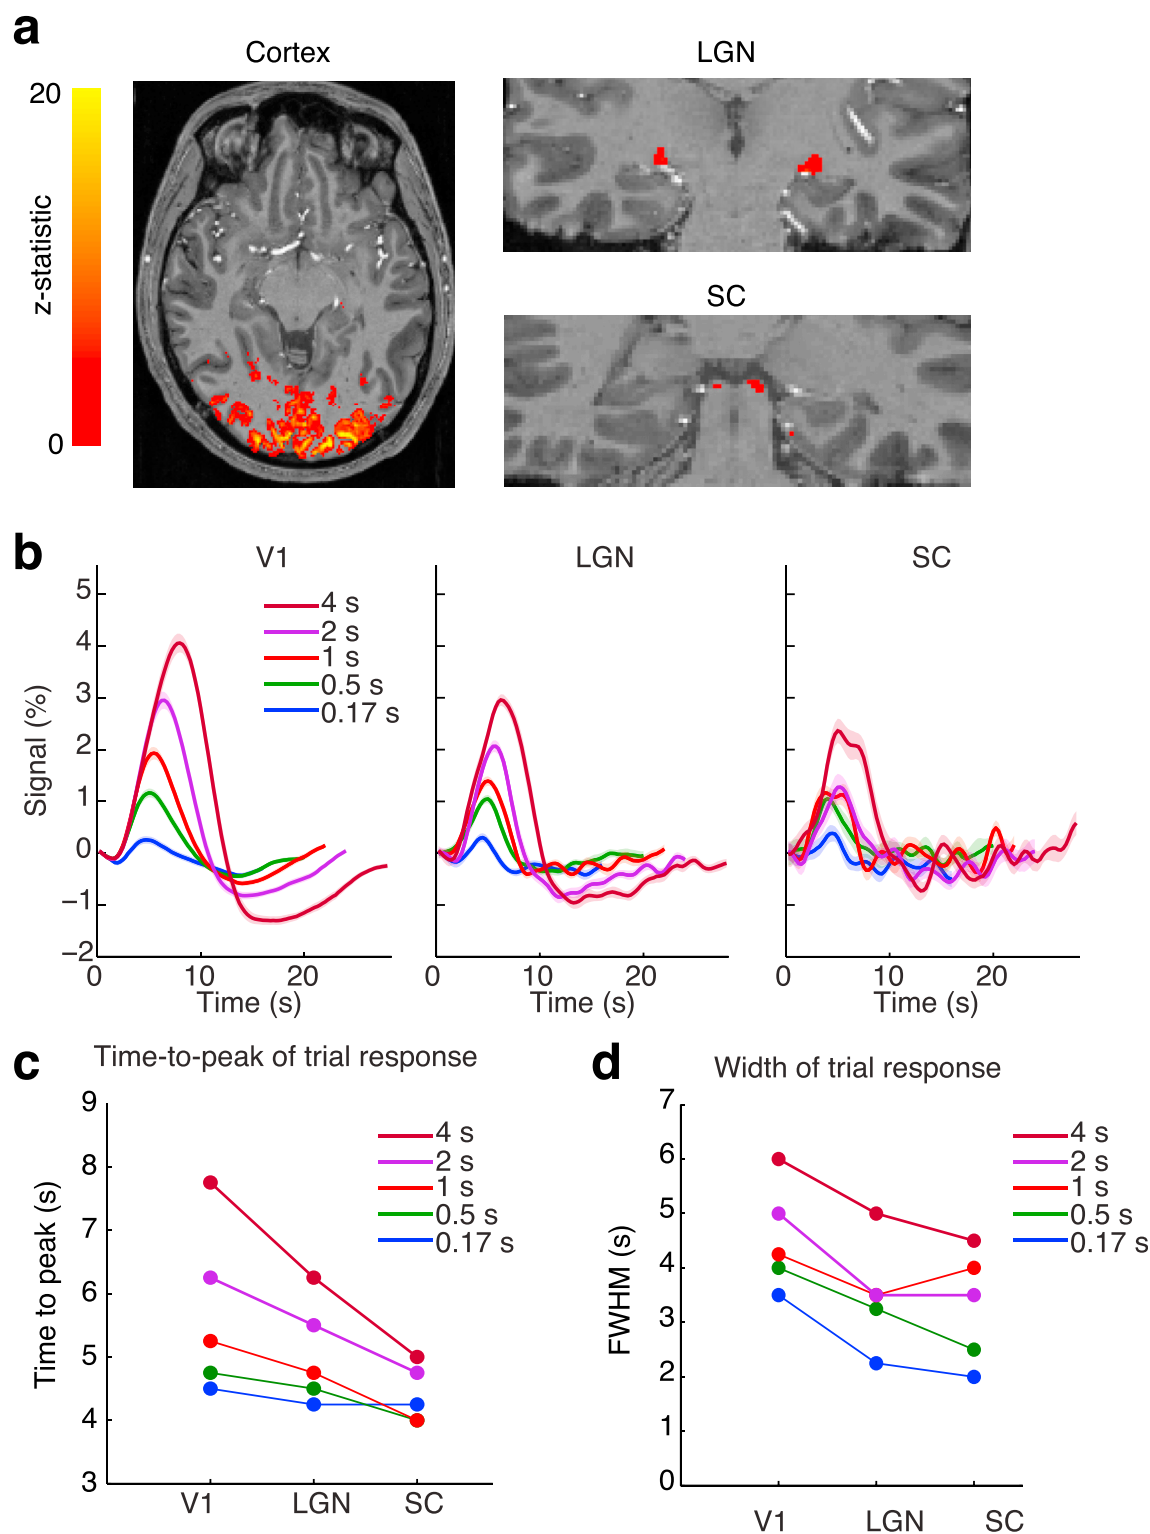 a
Cortex
LGN
20
z-statistic
0
SC
b
V1
LGN
SC
5
4
3
2
1
0
−1
−2
Signal (%)
4 s
2 s
1 s
0.5 s
0.17 s
0 10 20
Time (s)
0 10 20
Time (s)
0 10 20
Time (s)
c
Time-to-peak of trial response
9
8
7
6
5
4
3
Time to peak (s)
4 s
2 s
1 s
0.5 s
0.17 s
V1 LGN SC
d
Width of trial response
7
6
5
4
3
2
1
0
FWHM (s)
4 s
2 s
1 s
0.5 s
0.17 s
V1 LGN SC